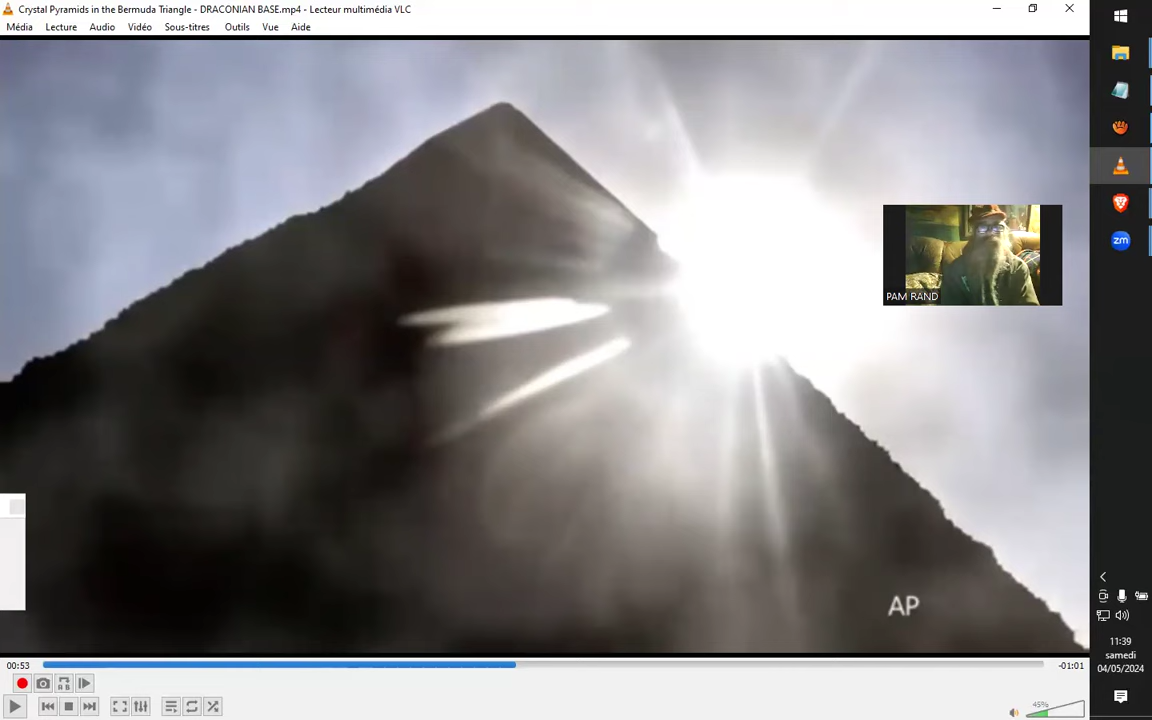 Crystal Pyramids in the Bermuda Triangle - DRACONIAN BASE.mp4 - Lecteur multimédia VLC
Média Lecture Audio Vidéo Sous-titres Outils Vue Aide
PAM RAND
zm
AP
00:53
-01:01
45%
11:39
samedi
04/05/2024